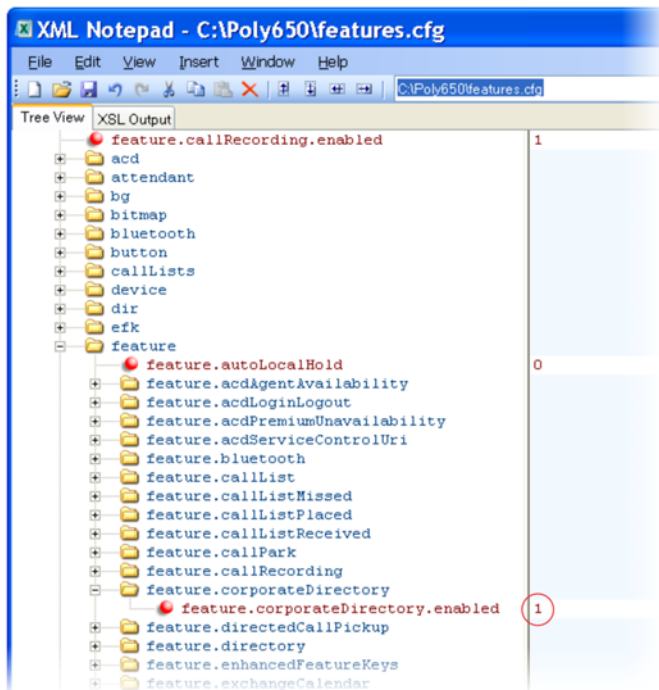 XML Notepad - C:\Poly650\features.cfg
File Edit View Insert Window Help
C:\Poly650\features.cfg
Tree View XSL Output
feature.callRecording.enabled 1
acd
attendant
bg
bitmap
bluetooth
button
callLists
device
dir
efk
feature
feature.autoLocalHold 0
feature.acdAgentAvailability
feature.acdLoginLogout
feature.acdPremiumUnavailability
feature.acdServiceControlUri
feature.bluetooth
feature.callList
feature.callListMissed
feature.callListPlaced
feature.callListReceived
feature.callPark
feature.callRecording
feature.corporateDirectory
feature.corporateDirectory.enabled 1
feature.directedCallPickup
feature.directory
feature.enhancedFeatureKeys
feature.exchangeCalendar